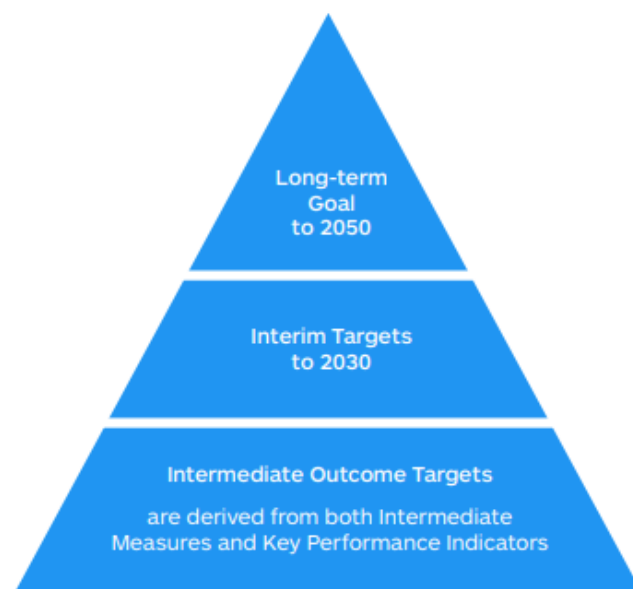 Long-term
Goal
to 2050
Interim Targets
to 2030
Intermediate Outcome Targets
are derived from both Intermediate
Measures and Key Performance Indicators